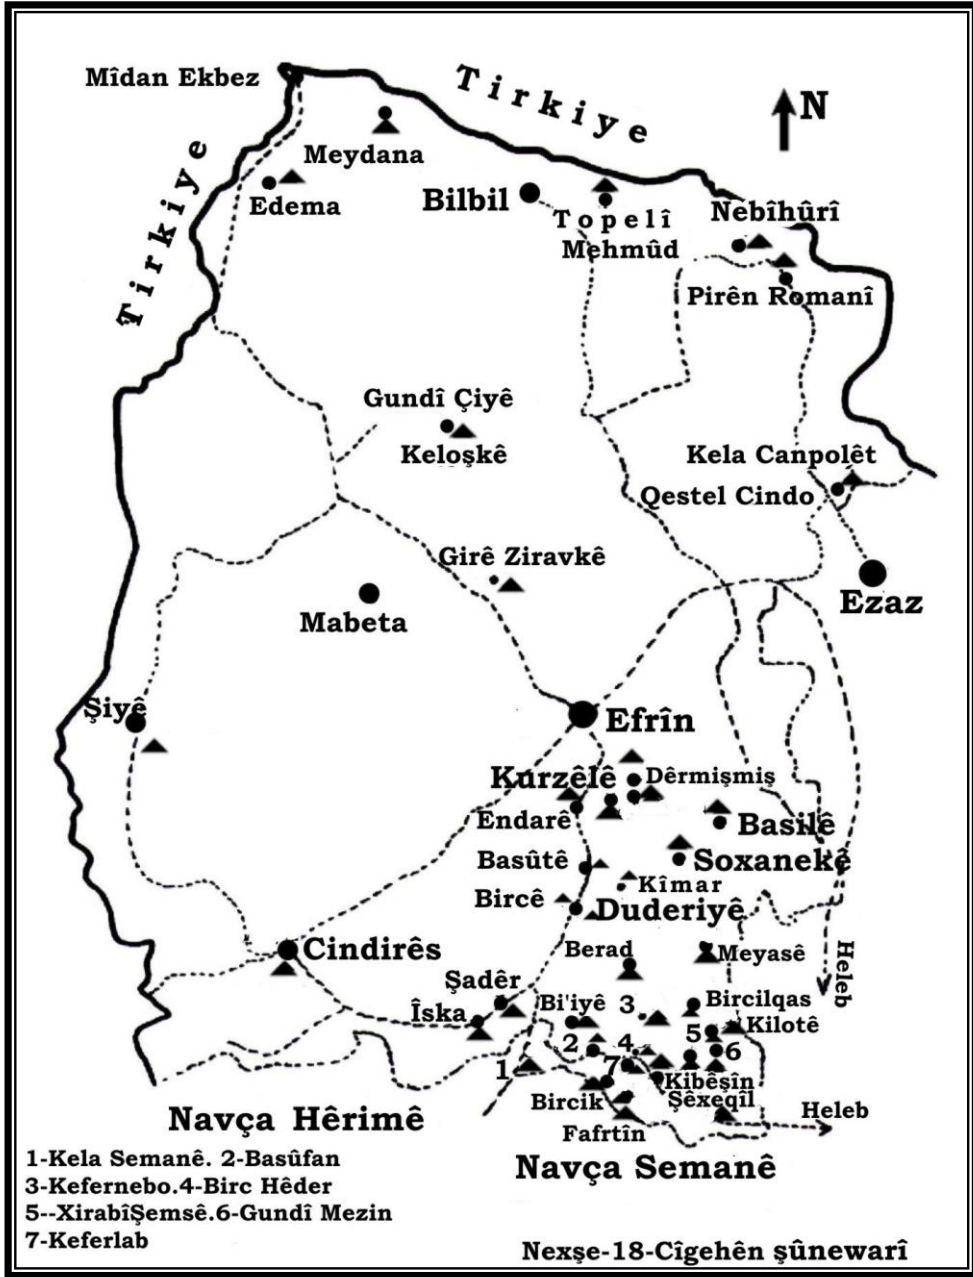 Mîdan Ekbez
Tirkiye
N
Meydana
Tirkiye
Edema
Bilbil
Topelî
Mehmûd
Nebîhûrî
Pirên Romanî
Gundî Çiyê
Keloşkê
Kela Canpolêt
Qestel Cindo
Girê Ziravkê
Mabeta
Ezaz
Şiyê
Efrîn
Kurzêlê
Dêrmişmiş
Endarê
Basilê
Basûtê
Soxanekê
Kîmar
Bircê
Duderiyê
Cindirês
Berad
Meyasê
Heleb
Şadêr
Îska
Bi'iyê
3
Bircilqas
5
Kilotê
2
4
6
1
7
Kibêşîn
Bircik
Şêxeqîl
Heleb
Fafrtîn
Navça Hêrimê
Navça Semanê
1-Kela Semanê. 2-Basûfan
3-Kefernebo.4-Birc Hêder
5--XirabîŞemsê.6-Gundî Mezin
7-Keferlab
Nexşe-18-Cîgehên şûnewarî